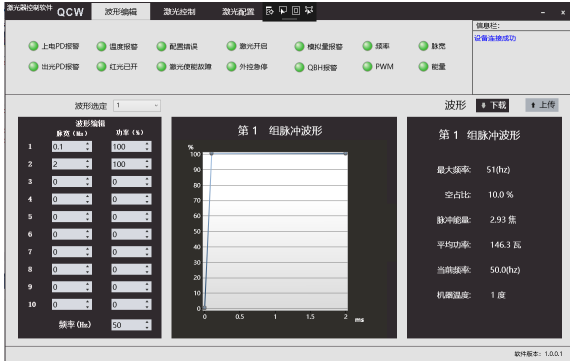 激光器控制软件 QCW 波形编辑 激光控制 激光配置
信息栏:
设备连接成功
上电PD报警 温度报警 配置错误 激光开启 模拟量报警 频率 脉宽
出光PD报警 红光已开 激光使能故障 外控急停 QBH报警 PWM 能量
波形选定 1
波形 下载 上传
波形编辑
脉宽 (Ms) 功率 (%)
1 0.1 100
2 2 100
3 0 0
4 0 0
5 0 0
6 0 0
7 0 0
8 0 0
9 0 0
10 0 0
频率 (Hz) 50
第 1 组脉冲波形
%
100
90
80
70
60
50
40
30
20
10
0
0 0.5 1 1.5 2 ms
第 1 组脉冲波形
最大频率: 51(hz)
空占比: 10.0 %
脉冲能量: 2.93 焦
平均功率: 146.3 瓦
当前频率: 50.0(hz)
机器温度: 1 度
软件版本: 1.0.0.1